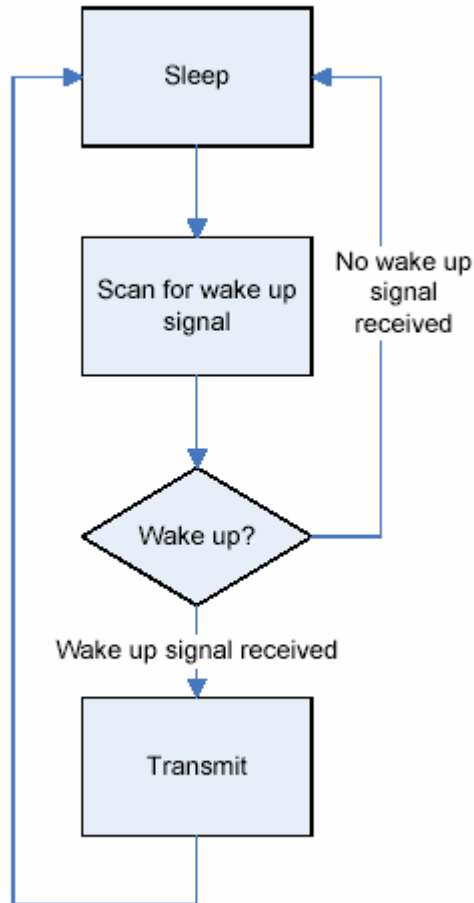 Sleep
Scan for wake up
signal
No wake up
signal
received
Wake up?
Wake up signal received
Transmit